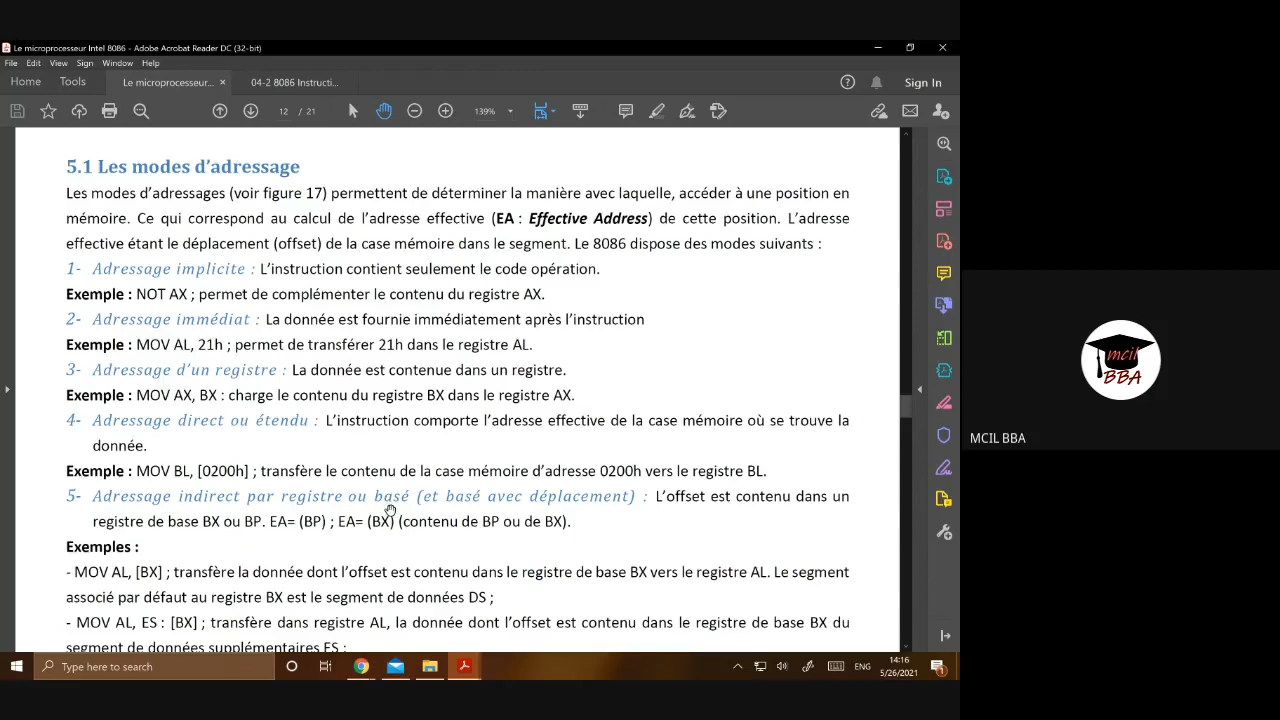 Le microprocesseur Intel 8086 - Adobe Acrobat Reader DC (32-bit)
File Edit View Sign Window Help
Home Tools Le microprocesseur... × 04-2 8086 Instructi... Sign In
12 / 21 139%
5.1 Les modes d’adressage
Les modes d’adressages (voir figure 17) permettent de déterminer la manière avec laquelle, accéder à une position en
mémoire. Ce qui correspond au calcul de l’adresse effective (EA : Effective Address) de cette position. L’adresse
effective étant le déplacement (offset) de la case mémoire dans le segment. Le 8086 dispose des modes suivants :
1- Adressage implicite : L’instruction contient seulement le code opération.
Exemple : NOT AX ; permet de complémenter le contenu du registre AX.
2- Adressage immédiat : La donnée est fournie immédiatement après l’instruction
Exemple : MOV AL, 21h ; permet de transférer 21h dans le registre AL.
3- Adressage d’un registre : La donnée est contenue dans un registre.
Exemple : MOV AX, BX : charge le contenu du registre BX dans le registre AX.
4- Adressage direct ou étendu : L’instruction comporte l’adresse effective de la case mémoire où se trouve la
donnée.
Exemple : MOV BL, [0200h] ; transfère le contenu de la case mémoire d’adresse 0200h vers le registre BL.
5- Adressage indirect par registre ou basé (et basé avec déplacement) : L’offset est contenu dans un
registre de base BX ou BP. EA= (BP) ; EA= (BX) (contenu de BP ou de BX).
Exemples :
- MOV AL, [BX] ; transfère la donnée dont l’offset est contenu dans le registre de base BX vers le registre AL. Le segment
associé par défaut au registre BX est le segment de données DS ;
- MOV AL, ES : [BX] ; transfère dans registre AL, la donnée dont l’offset est contenu dans le registre de base BX du
segment de données supplémentaires ES ;
mcil
BBA
MCIL BBA
Type here to search
ENG
14:16
5/26/2021
1